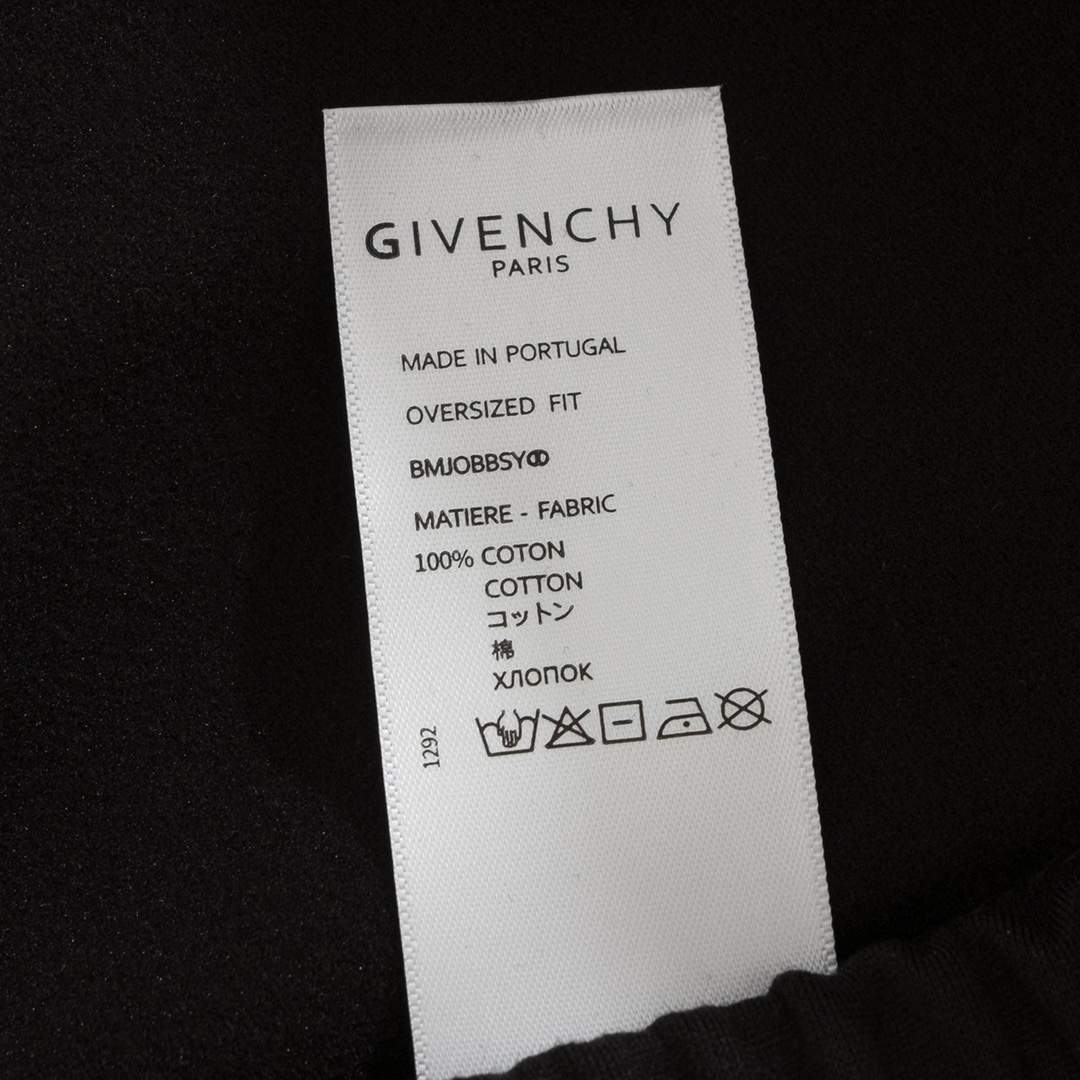 GIVENCHY
PARIS
MADE IN PORTUGAL
OVERSIZED FIT
MATIERE - FABRIC
100% COTON
COTTON
コットン
棉
ХЛОПОК
1292